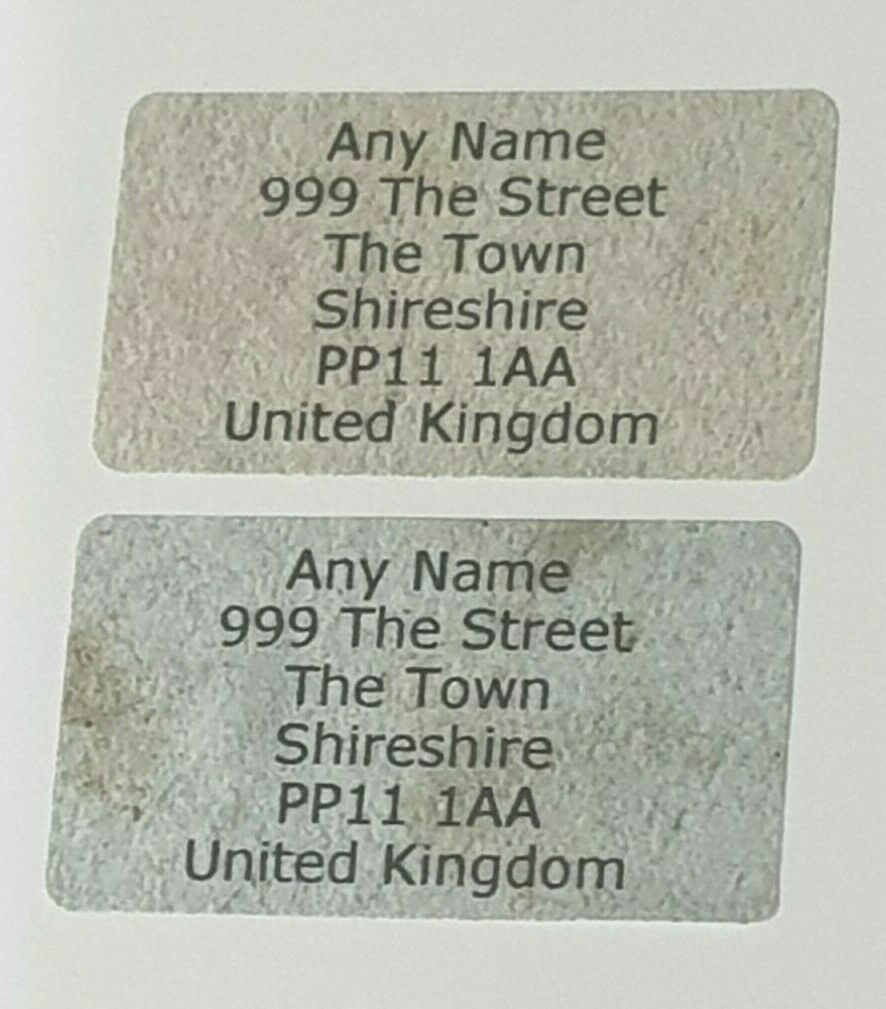 Any Name
999 The Street
The Town
Shireshire
PP11 1AA
United Kingdom
Any Name
999 The Street
The Town
Shireshire
PP11 1AA
United Kingdom